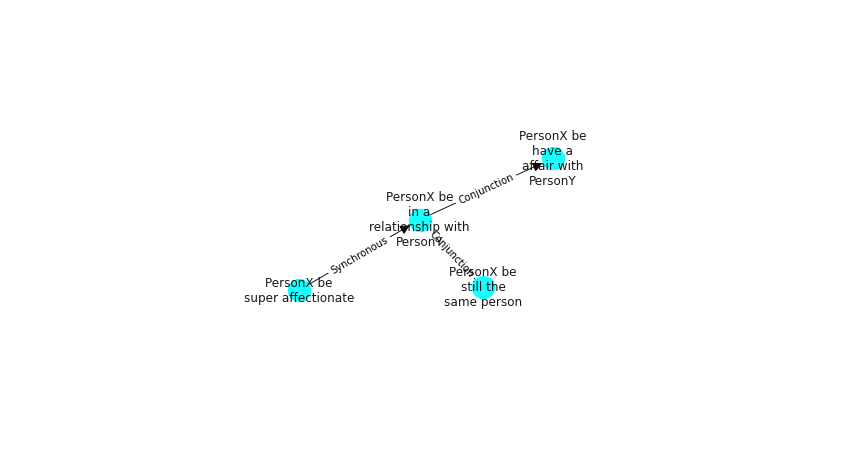 PersonX be
have a
affair with
PersonY
Conjunction
PersonX be
in a
relationship with
PersonY
Synchronous
Conjunction
PersonX be
super affectionate
PersonX be
still the
same person